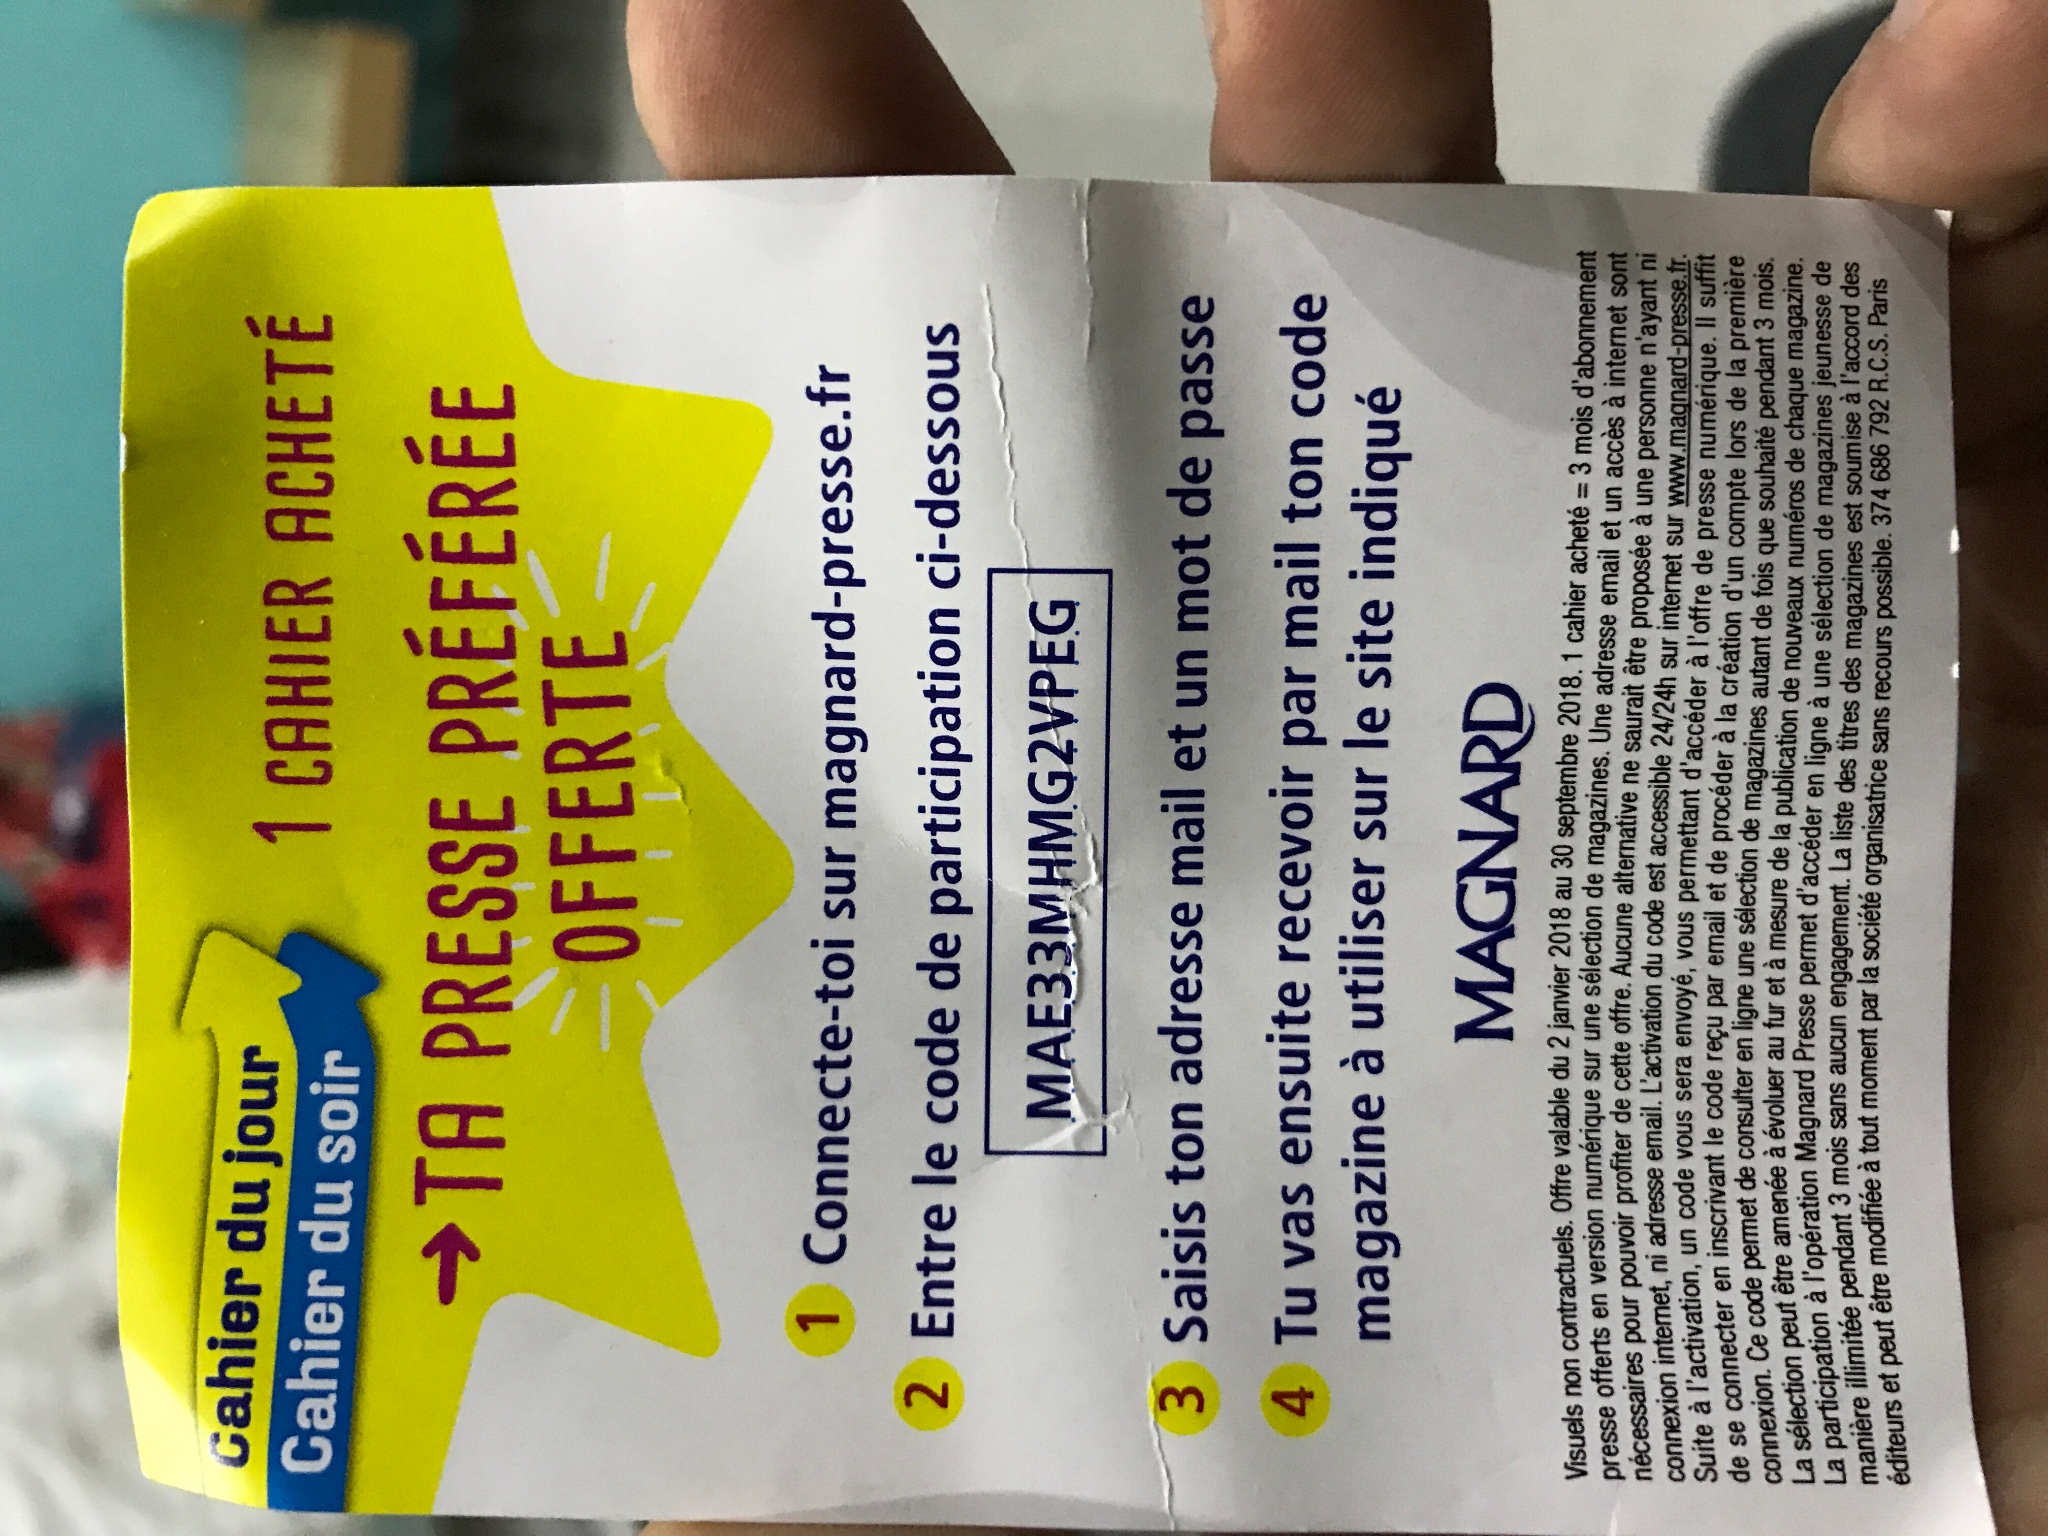 Cahier du jour
Cahier du soir
1 CAHIER ACHETÉ
→ TA PRESSE PRÉFÉRÉE
OFFERTE
1 Connecte-toi sur magnard-presse.fr
2 Entre le code de participation ci-dessous
MAE33MHMG2VPEG
3 Saisis ton adresse mail et un mot de passe
4 Tu vas ensuite recevoir par mail ton code
magazine à utiliser sur le site indiqué
MAGNARD
Visuels non contractuels. Offre valable du 2 janvier 2018 au 30 septembre 2018. 1 cahier acheté = 3 mois d'abonnement
presse offerts en version numérique sur une sélection de magazines. Une adresse email et un accès à internet sont
nécessaires pour pouvoir profiter de cette offre. Aucune alternative ne saurait être proposée à une personne n'ayant ni
connexion internet, ni adresse email. L'activation du code est accessible 24/24h sur internet sur www.magnard-presse.fr.
Suite à l'activation, un code vous sera envoyé, vous permettant d'accéder à l'offre de presse numérique. Il suffit
de se connecter en inscrivant le code reçu par email et de procéder à la création d'un compte lors de la première
connexion. Ce code permet de consulter en ligne une sélection de magazines autant de fois que souhaité pendant 3 mois.
La sélection peut être amenée à évoluer au fur et à mesure de la publication de nouveaux numéros de chaque magazine.
La participation à l'opération Magnard Presse permet d'accéder en ligne à une sélection de magazines jeunesse de
manière illimitée pendant 3 mois sans aucun engagement. La liste des titres des magazines est soumise à l'accord des
éditeurs et peut être modifiée à tout moment par la société organisatrice sans recours possible. 374 686 792 R.C.S. Paris